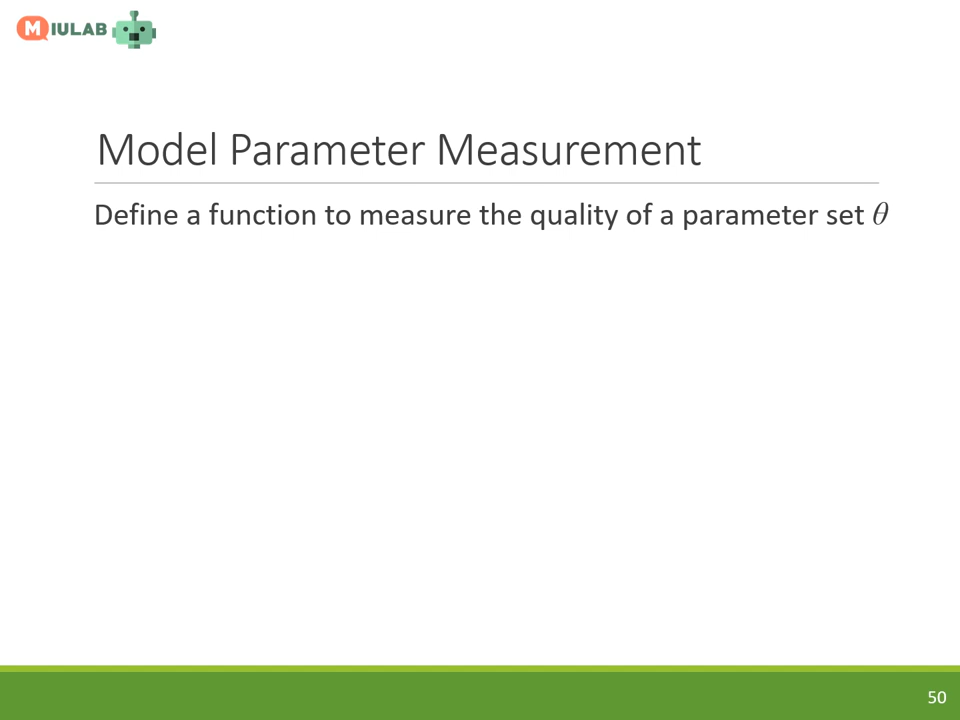 MIULAB
Model Parameter Measurement
Define a function to measure the quality of a parameter set θ
50